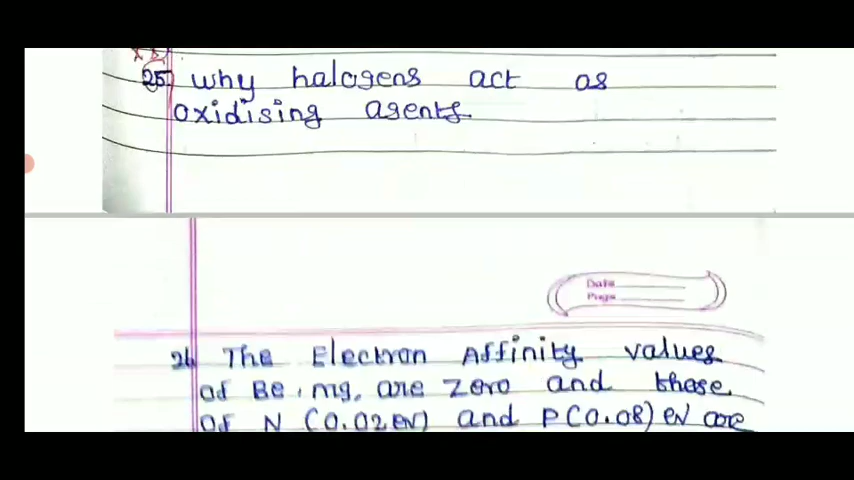 25 why halogens act as
oxidising agents.
Date
Page
26 The Electron Affinity values
of Be, mg, are zero and those
of N (0.02 ev) and P(0.08) ev are